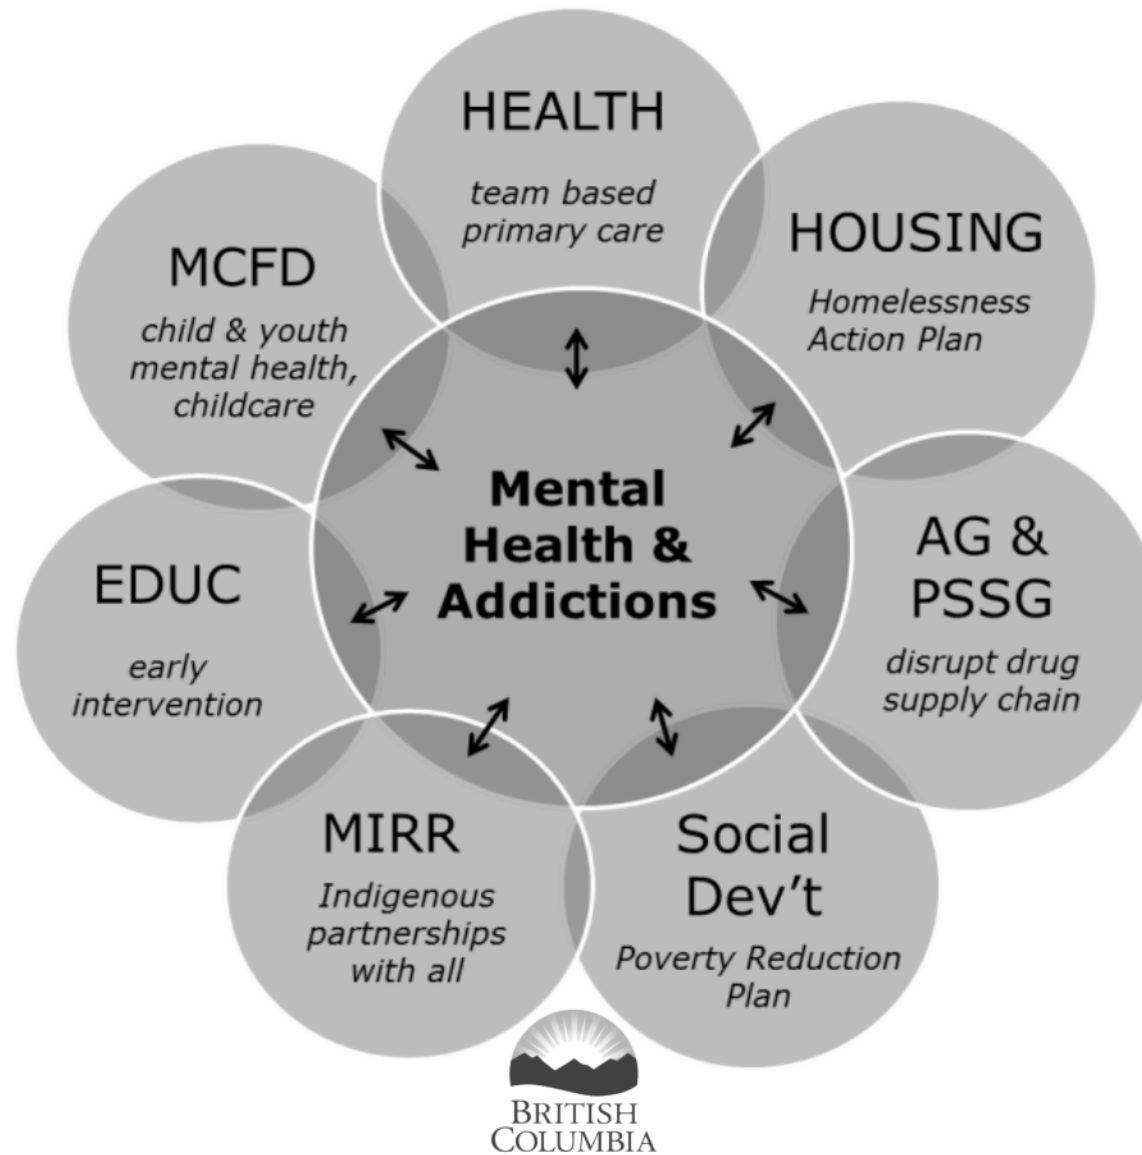 HEALTH
team based
primary care
HOUSING
Homelessness
Action Plan
AG &
PSSG
disrupt drug
supply chain
Social
Dev't
Poverty Reduction
Plan
MIRR
Indigenous
partnerships
with all
EDUC
early
intervention
MCFD
child & youth
mental health,
childcare
Mental
Health &
Addictions
BRITISH
COLUMBIA